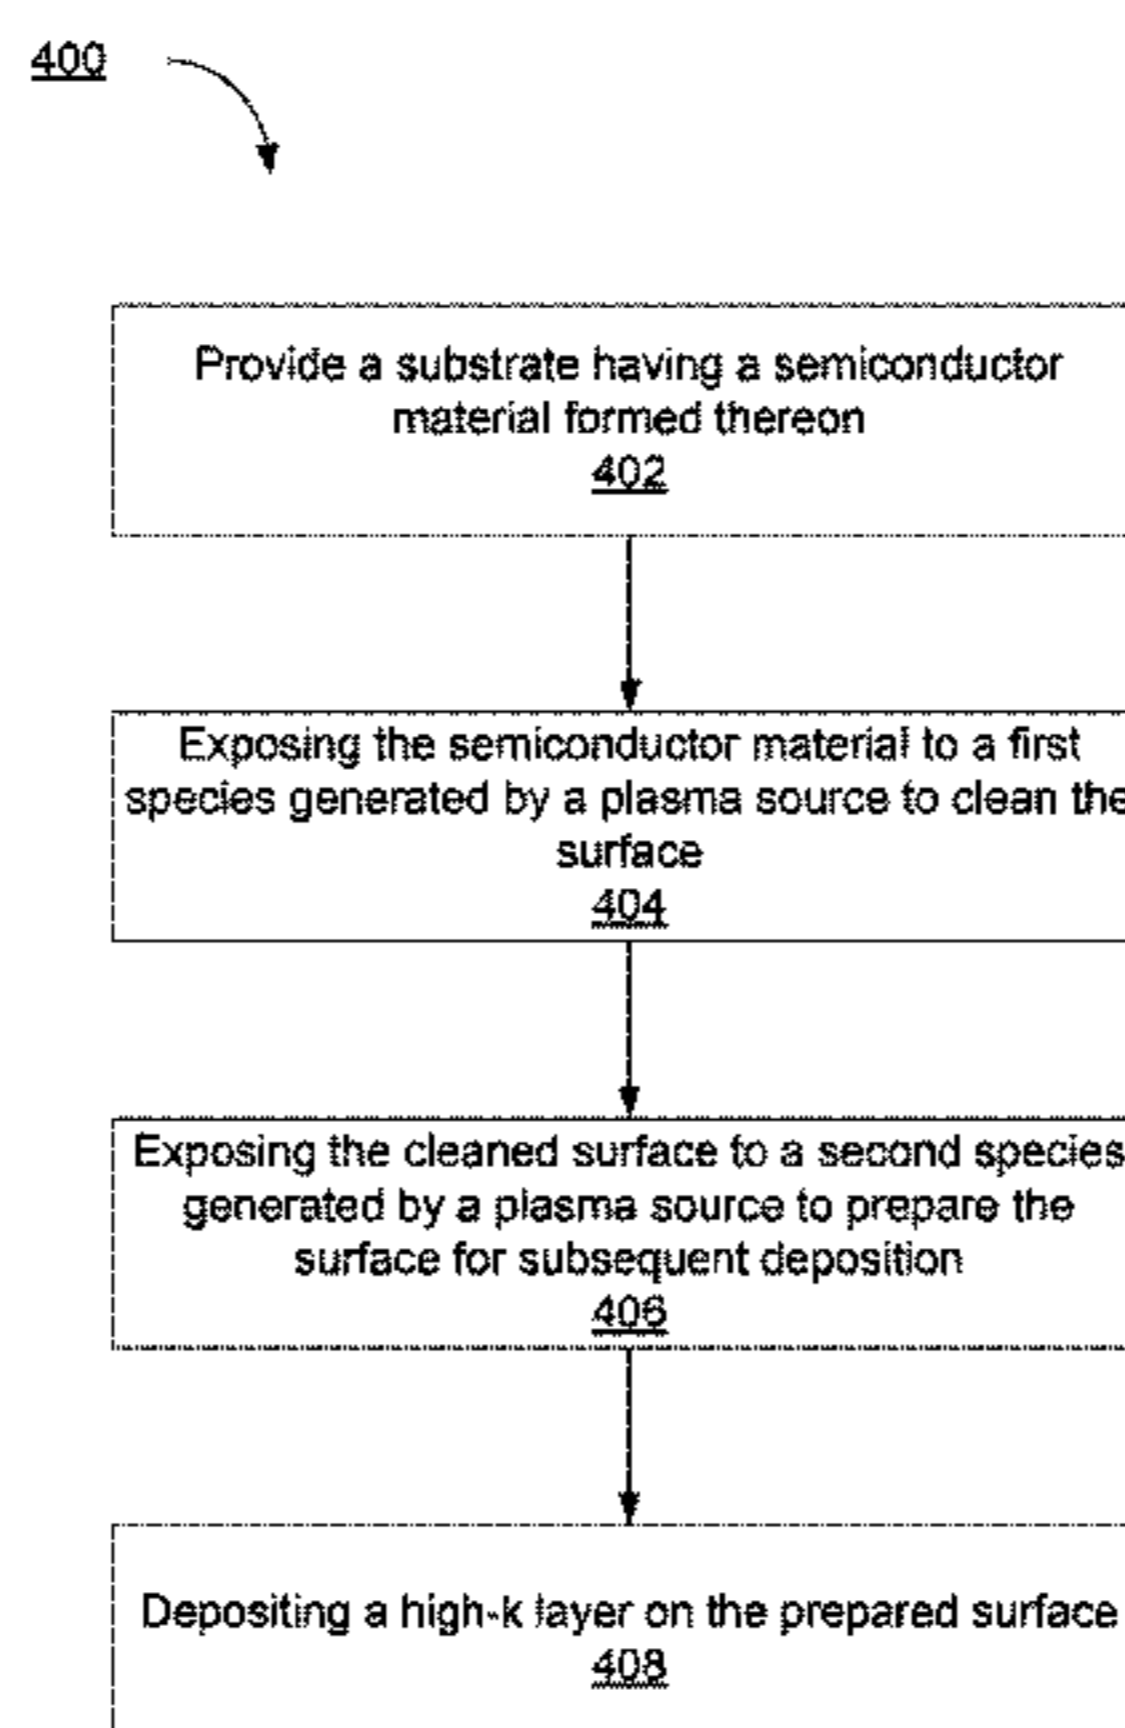 400
Provide a substrate having a semiconductor
material formed thereon
402
Exposing the semiconductor material to a first
species generated by a plasma source to clean the
surface
404
Exposing the cleaned surface to a second species
generated by a plasma source to prepare the
surface for subsequent deposition
406
Depositing a high-k layer on the prepared surface
408